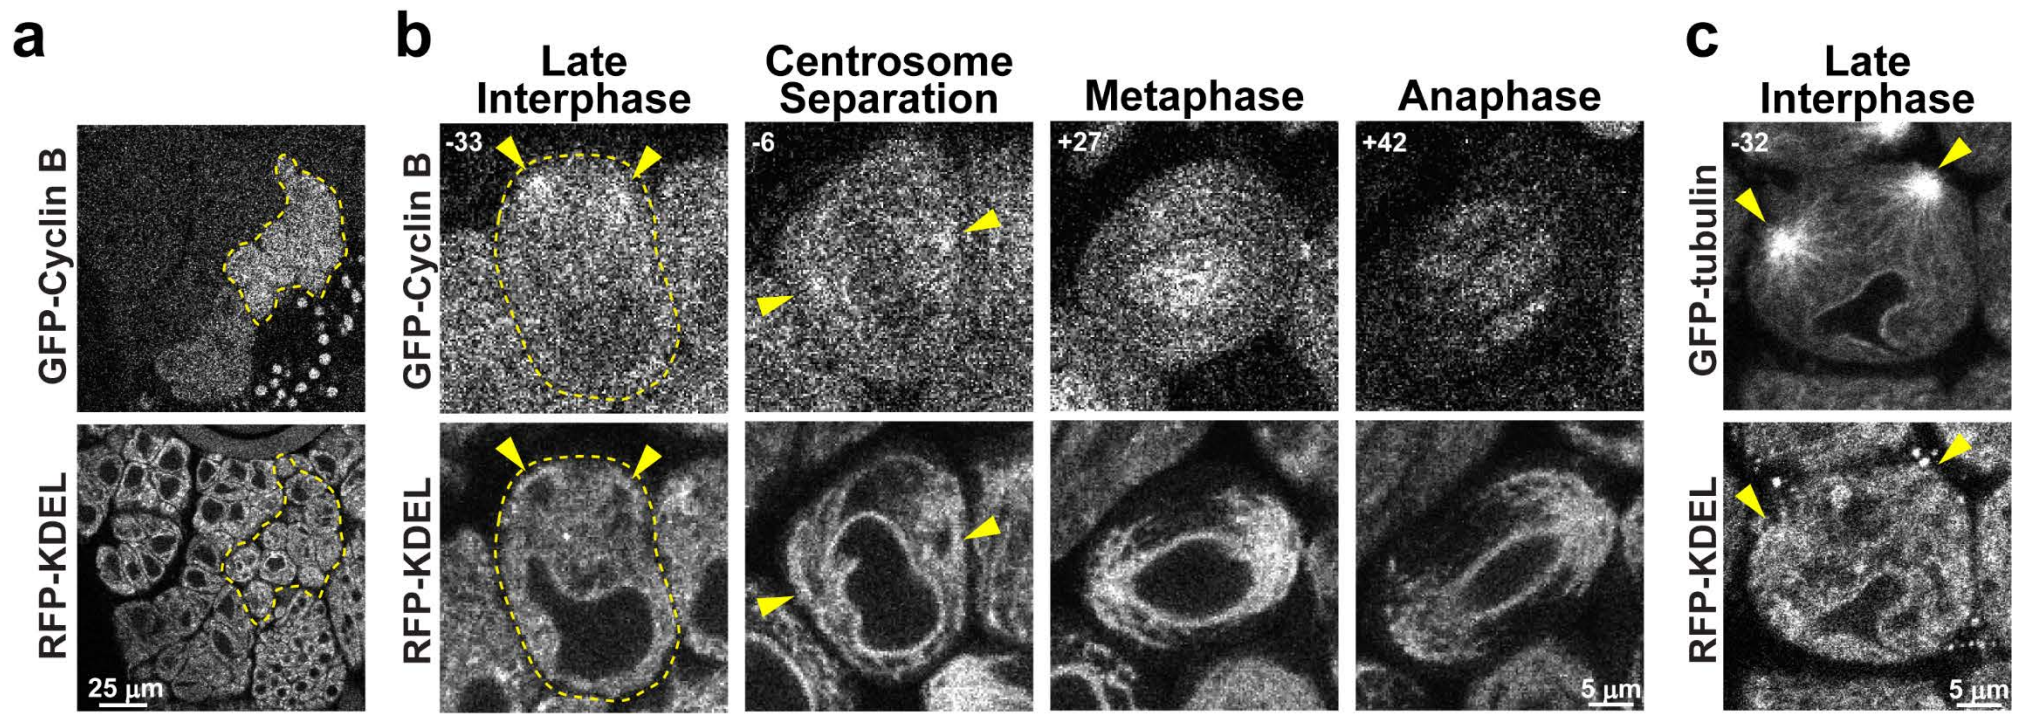 a
b
c
Late
Interphase
Centrosome
Separation
Metaphase
Anaphase
Late
Interphase
GFP-Cyclin B
GFP-Cyclin B
-33
-6
+27
+42
GFP-tubulin
-32
RFP-KDEL
25 μm
RFP-KDEL
5 μm
RFP-KDEL
5 μm